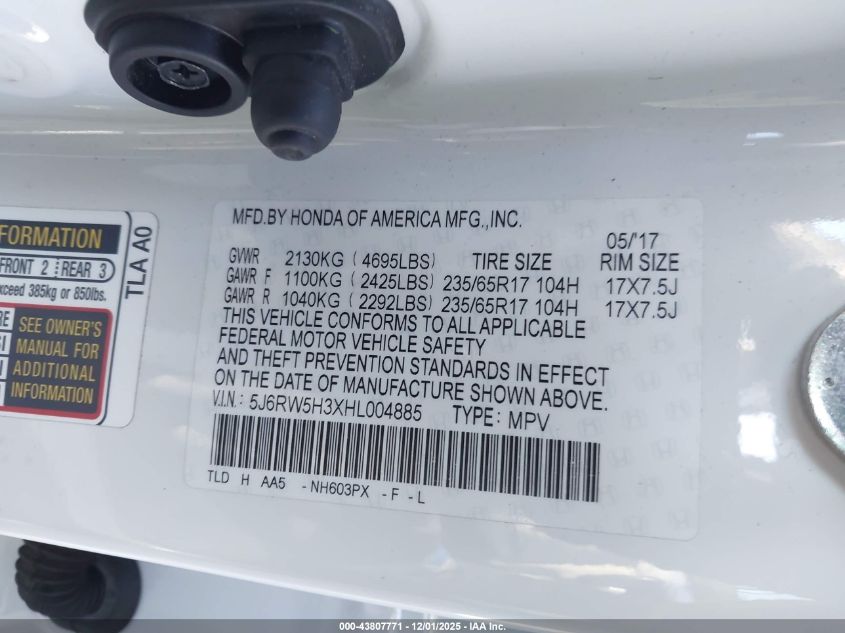 MFD.BY HONDA OF AMERICA MFG.,INC.
05/'17
GVWR 2130KG (4695LBS) TIRE SIZE RIM SIZE
GAWR F 1100KG (2425LBS) 235/65R17 104H 17X7.5J
GAWR R 1040KG (2292LBS) 235/65R17 104H 17X7.5J
THIS VEHICLE CONFORMS TO ALL APPLICABLE
FEDERAL MOTOR VEHICLE SAFETY
AND THEFT PREVENTION STANDARDS IN EFFECT
ON THE DATE OF MANUFACTURE SHOWN ABOVE.
V.I.N.: 5J6RW5H3XHL004885 TYPE: MPV
TLD H AA5 -NH603PX -F -L
FRONT 2 REAR 3
385kg or 850lbs.
SEE OWNER'S
MANUAL FOR
ADDITIONAL
INFORMATION
TLA A0
000-43807771 - 12/01/2025 - IAA Inc.